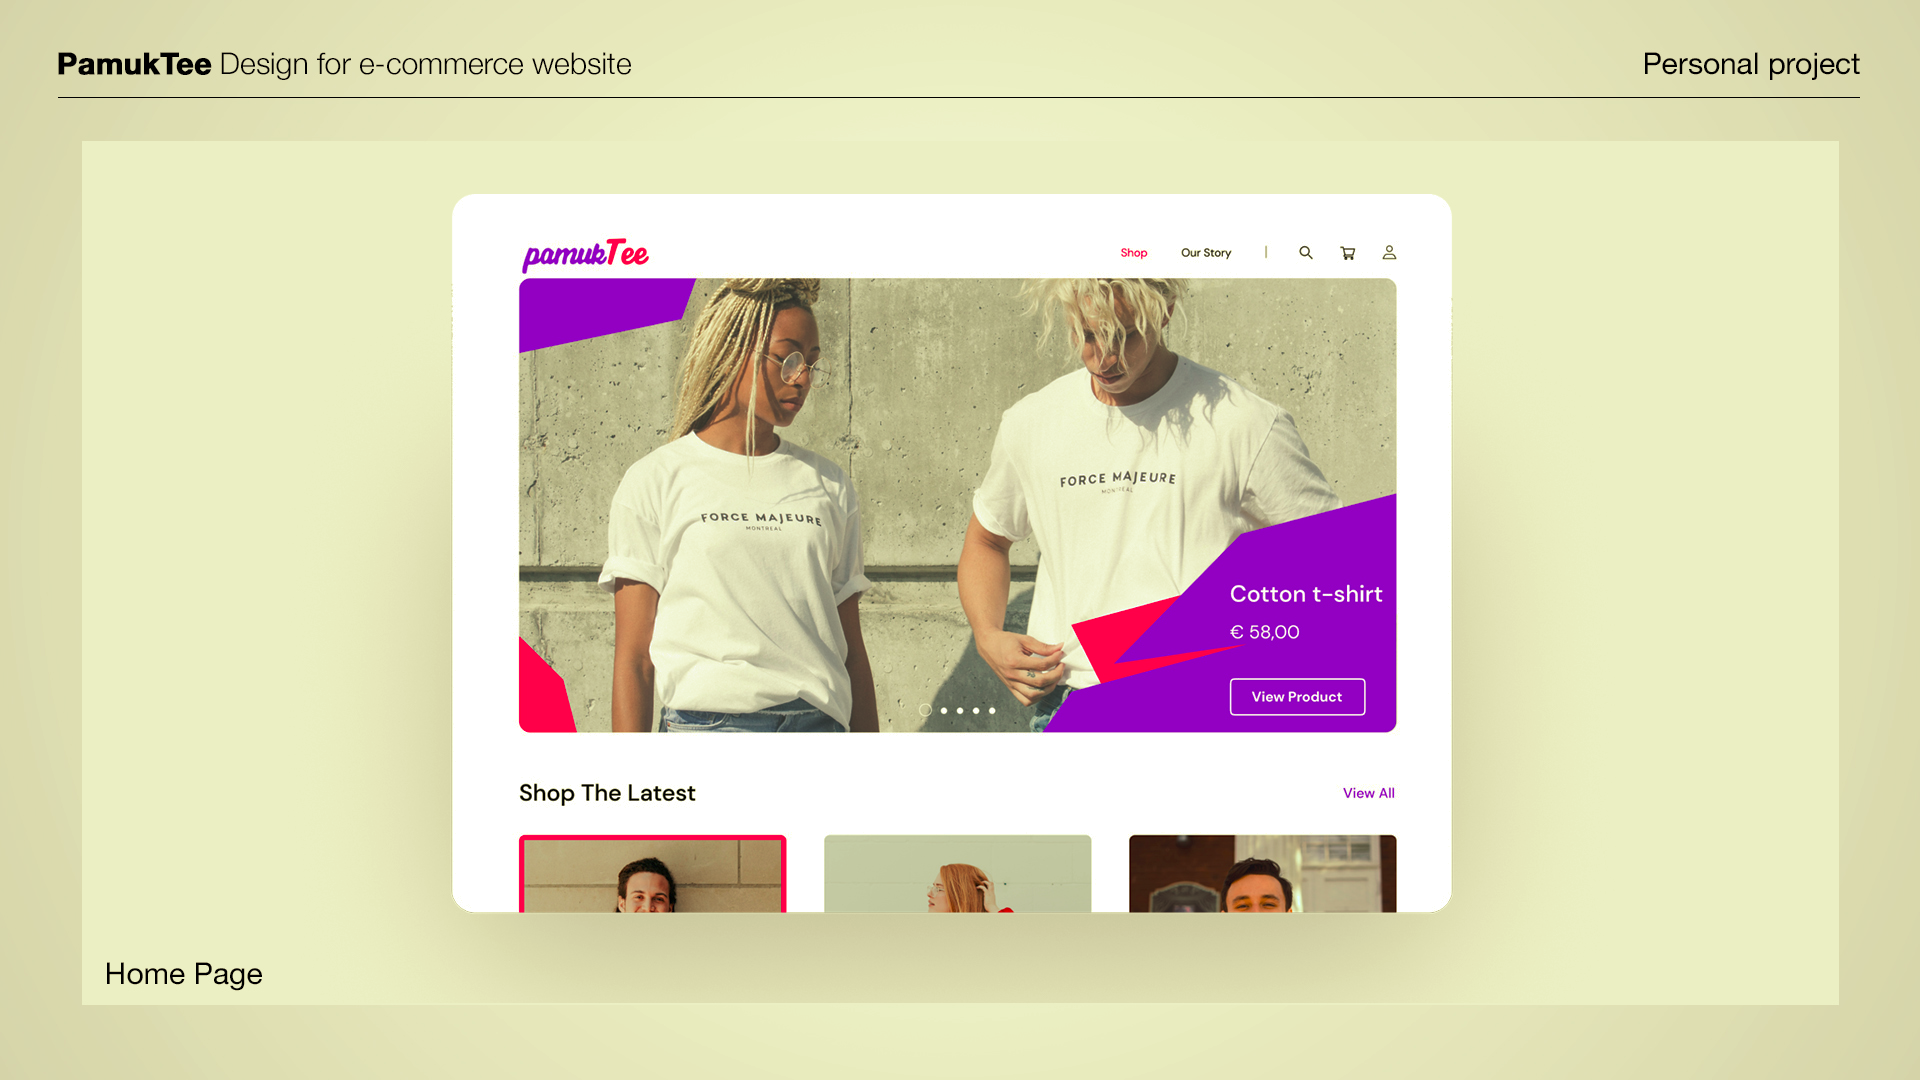 PamukTee Design for e-commerce website
Personal project
pamukTee
Shop
Our Story
FORCE MAJEURE
MONTREAL
FORCE MAJEURE
MONTREAL
Cotton t-shirt
€ 58,00
View Product
Shop The Latest
View All
Home Page